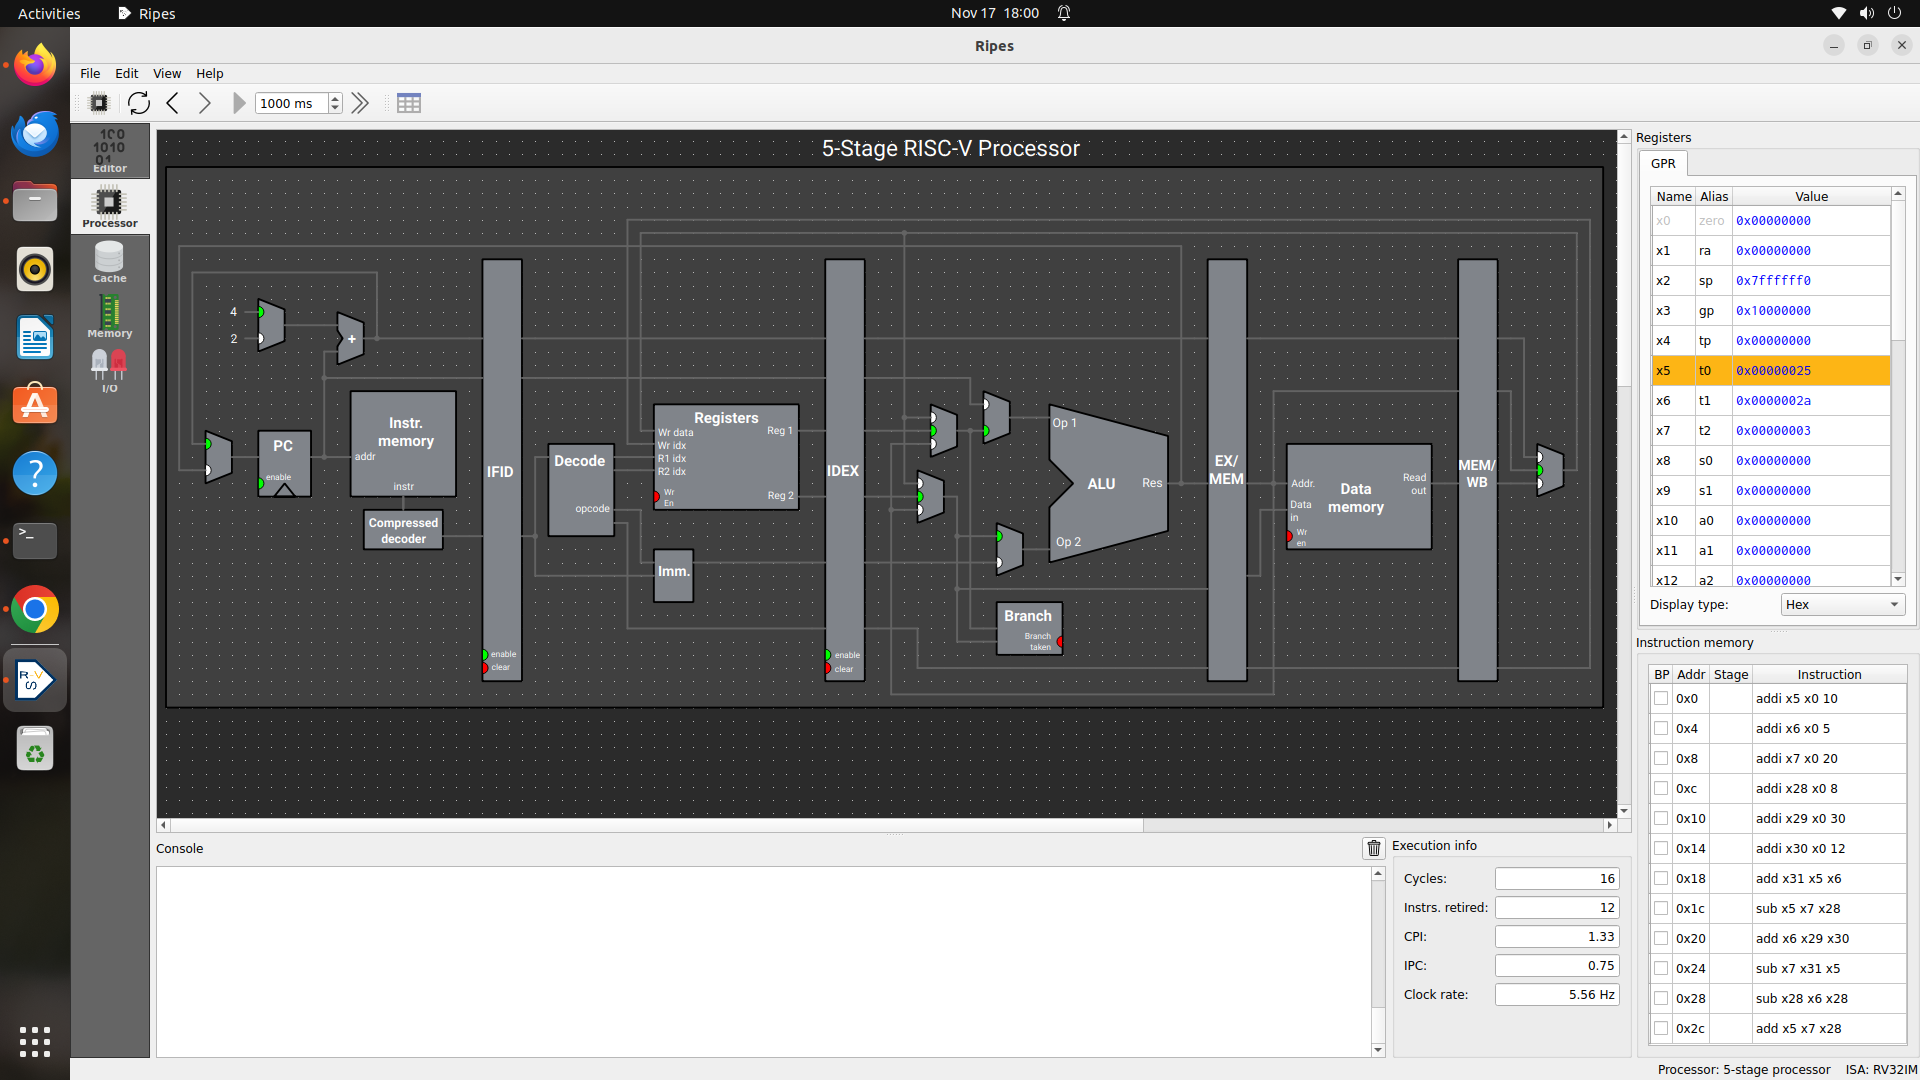 Activities
Ripes
Nov 17 18:00
Ripes
File
Edit
View
Help
1000 ms
100
1010
01
Editor
Processor
Cache
Memory
I/O
5-Stage RISC-V Processor
4
2
+
PC
enable
Instr.
memory
addr
instr
Compressed
decoder
IFID
enable
clear
Decode
opcode
Registers
Wr data
Wr idx
R1 idx
R2 idx
Wr
En
Reg 1
Reg 2
Imm.
IDEX
enable
clear
Op 1
ALU
Res
Op 2
Branch
Branch
taken
EX/
MEM
Addr.
Data
in
Wr
en
Data
memory
Read
out
MEM/
WB
Console
Execution info
Cycles: 16
Instrs. retired: 12
CPI: 1.33
IPC: 0.75
Clock rate: 5.56 Hz
Registers
GPR
Name Alias Value
x0 zero 0x00000000
x1 ra 0x00000000
x2 sp 0x7ffffff0
x3 gp 0x10000000
x4 tp 0x00000000
x5 t0 0x00000025
x6 t1 0x0000002a
x7 t2 0x00000003
x8 s0 0x00000000
x9 s1 0x00000000
x10 a0 0x00000000
x11 a1 0x00000000
x12 a2 0x00000000
Display type: Hex
Instruction memory
BP Addr Stage Instruction
0x0 addi x5 x0 10
0x4 addi x6 x0 5
0x8 addi x7 x0 20
0xc addi x28 x0 8
0x10 addi x29 x0 30
0x14 addi x30 x0 12
0x18 add x31 x5 x6
0x1c sub x5 x7 x28
0x20 add x6 x29 x30
0x24 sub x7 x31 x5
0x28 sub x28 x6 x28
0x2c add x5 x7 x28
Processor: 5-stage processor ISA: RV32IM